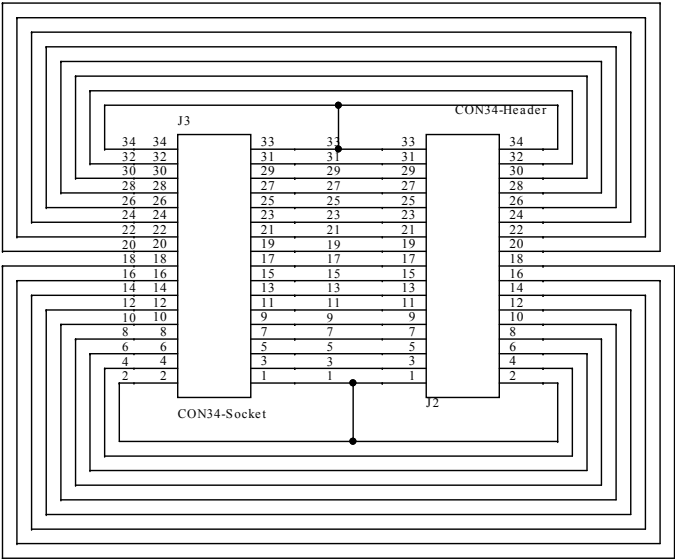 CON34-Header
J3
34 34 33 33 33 34
32 32 31 31 31 32
30 30 29 29 29 30
28 28 27 27 27 28
26 26 25 25 25 26
24 24 23 23 23 24
22 22 21 21 21 22
20 20 19 19 19 20
18 18 17 17 17 18
16 16 15 15 15 16
14 14 13 13 13 14
12 12 11 11 11 12
10 10 9 9 9 10
8 8 7 7 7 8
6 6 5 5 5 6
4 4 3 3 3 4
2 2 1 1 1 2
J2
CON34-Socket